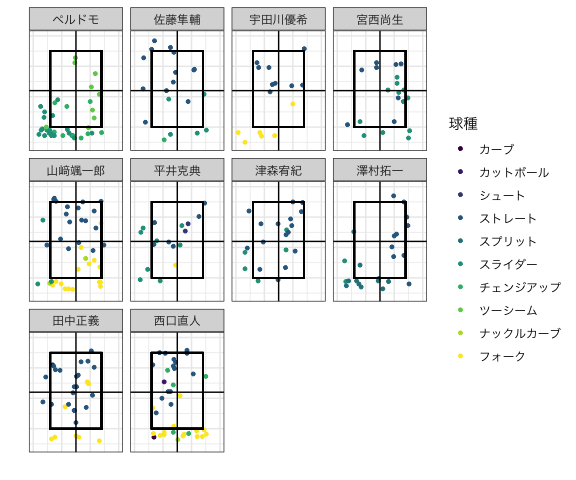 ペルドモ
佐藤隼輔
宇田川優希
宮西尚生
山﨑颯一郎
平井克典
津森宥紀
澤村拓一
田中正義
西口直人
球種
カーブ
カットボール
シュート
ストレート
スプリット
スライダー
チェンジアップ
ツーシーム
ナックルカーブ
フォーク